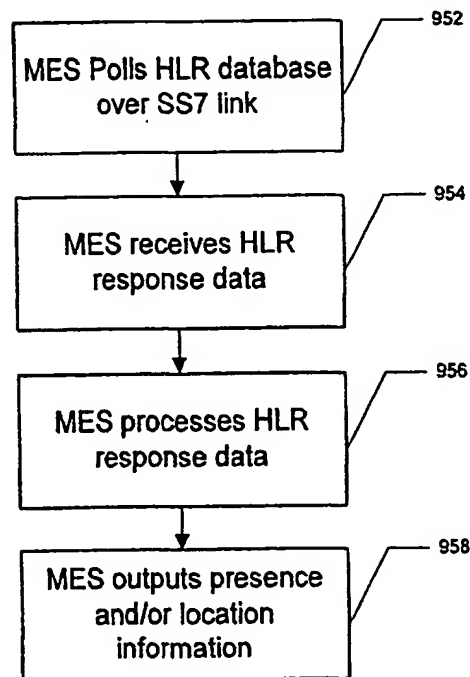 952
MES Polls HLR database
over SS7 link
954
MES receives HLR
response data
956
MES processes HLR
response data
958
MES outputs presence
and/or location
information